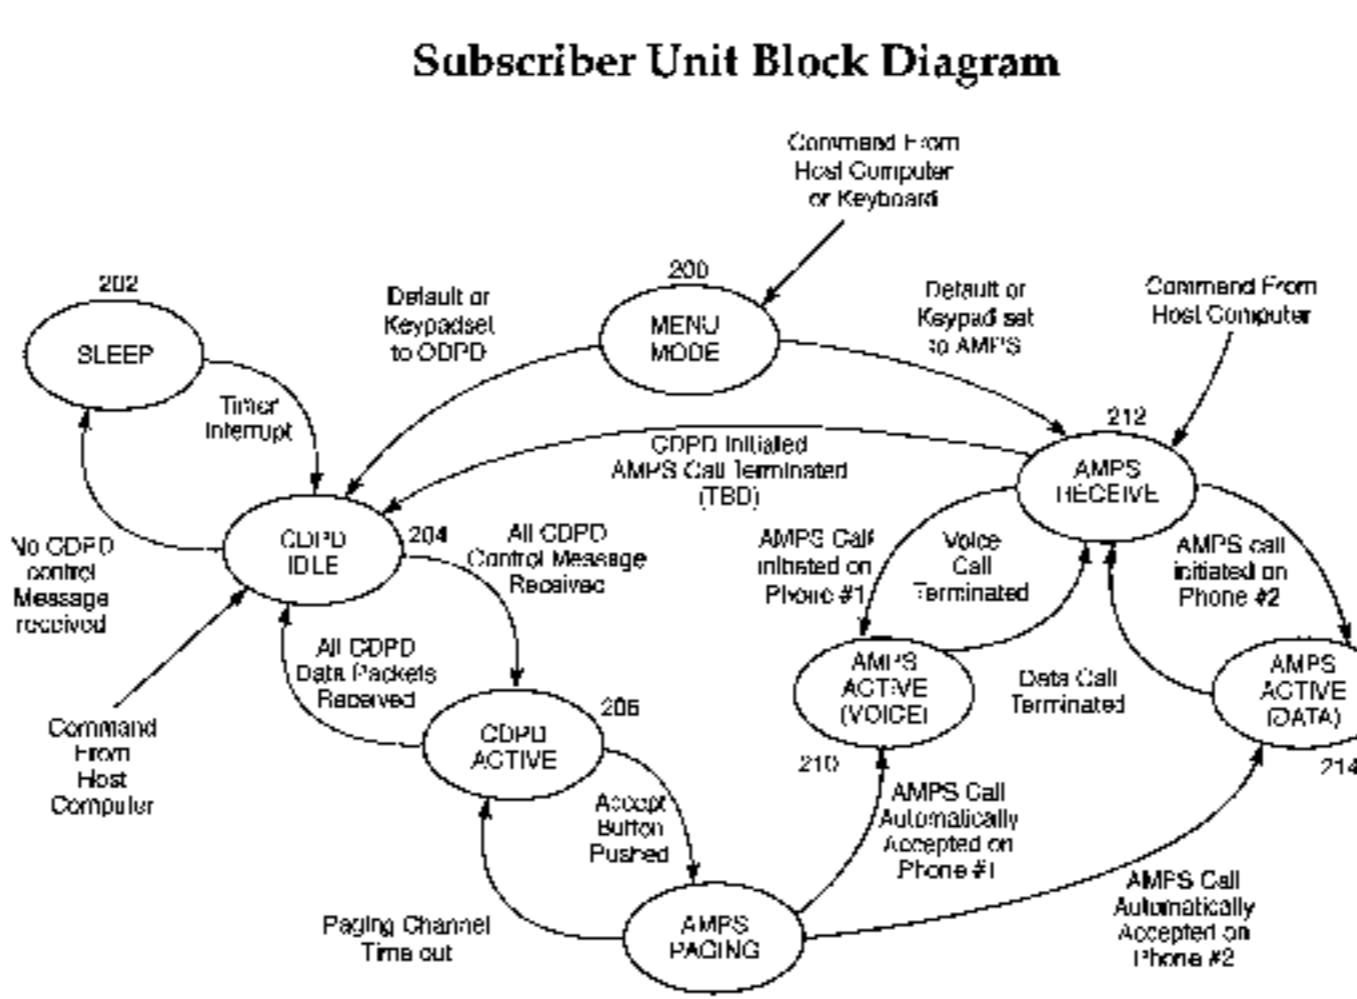 Subscriber Unit Block Diagram
Command From
Host Computer
or Keyboard
202
SLEEP
Default or
Keypadset
to CDPD
200
MENU
MODE
Default or
Keypad set
to AMPS
Command From
Host Computer
Timer
Interrupt
212
AMPS
RECEIVE
CDPD Initiated
AMPS Call Terminated
(TBD)
No CDPD
control
Message
received
CDPD
IDLE
204
All CDPD
Control Message
Received
AMPS Call
initiated on
Phone #1
Voice
Call
Terminated
AMPS call
initiated on
Phone #2
All CDPD
Data Packets
Received
Command
From
Host
Computer
CDPD
ACTIVE
206
AMPS
ACTIVE
(VOICE)
210
Data Call
Terminated
AMPS
ACTIVE
(DATA)
214
Accept
Button
Pushed
AMPS Call
Automatically
Accepted on
Phone #1
Paging Channel
Time out
AMPS
PAGING
AMPS Call
Automatically
Accepted on
Phone #2